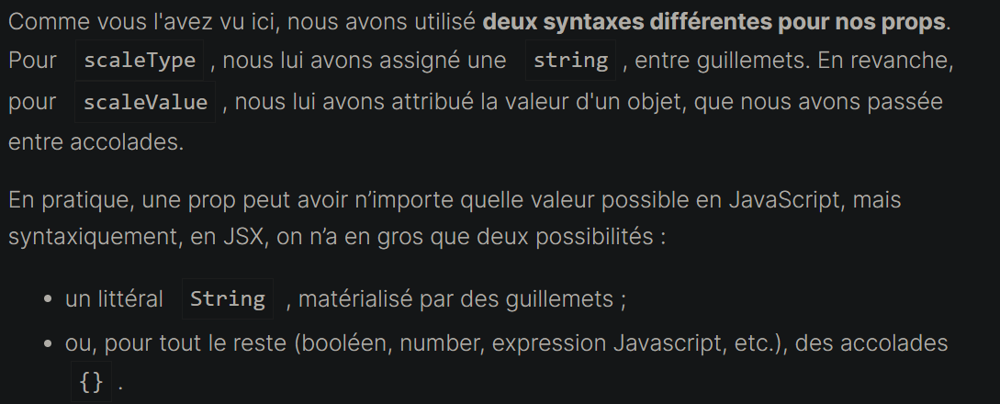 Comme vous l'avez vu ici, nous avons utilisé deux syntaxes différentes pour nos props.
Pour scaleType , nous lui avons assigné une string , entre guillemets. En revanche,
pour scaleValue , nous lui avons attribué la valeur d'un objet, que nous avons passée
entre accolades.
En pratique, une prop peut avoir n’importe quelle valeur possible en JavaScript, mais
syntaxiquement, en JSX, on n’a en gros que deux possibilités :
• un littéral String , matérialisé par des guillemets ;
• ou, pour tout le reste (booléen, number, expression Javascript, etc.), des accolades
{} .